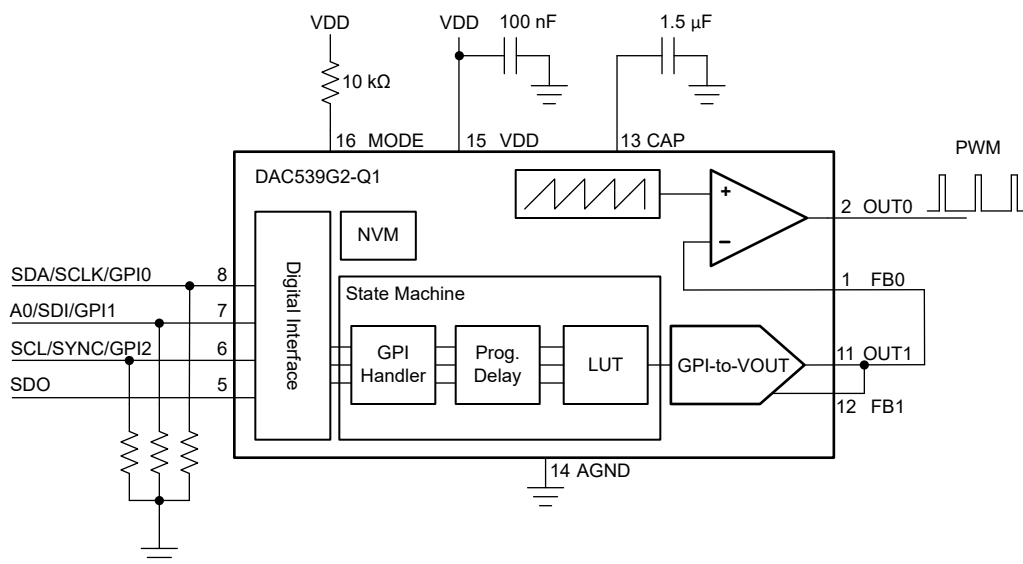 VDD
VDD
100 nF
1.5 µF
10 kΩ
16 MODE
15 VDD
13 CAP
PWM
DAC539G2-Q1
+
−
2 OUT0
NVM
SDA/SCLK/GPI0
8
1 FB0
A0/SDI/GPI1
7
SCL/SYNC/GPI2
6
SDO
5
Digital Interface
State Machine
GPI
Handler
Prog.
Delay
LUT
GPI-to-VOUT
11 OUT1
12 FB1
14 AGND